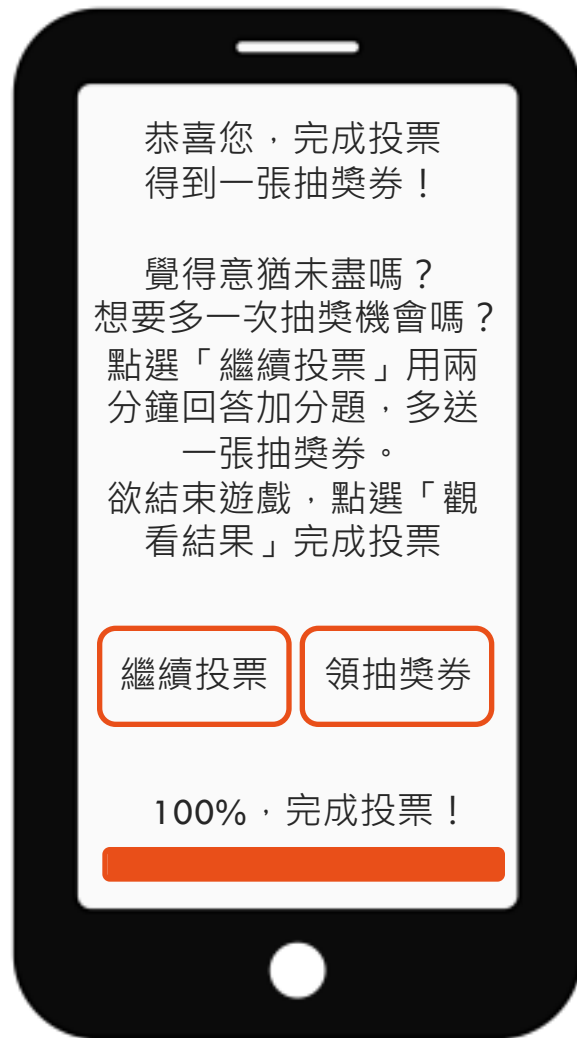 恭喜您，完成投票
得到一張抽獎券！
覺得意猶未盡嗎？
想要多一次抽獎機會嗎？
點選「繼續投票」用兩
分鐘回答加分題，多送
一張抽獎券。
欲結束遊戲，點選「觀
看結果」完成投票
繼續投票
領抽獎券
100%，完成投票！